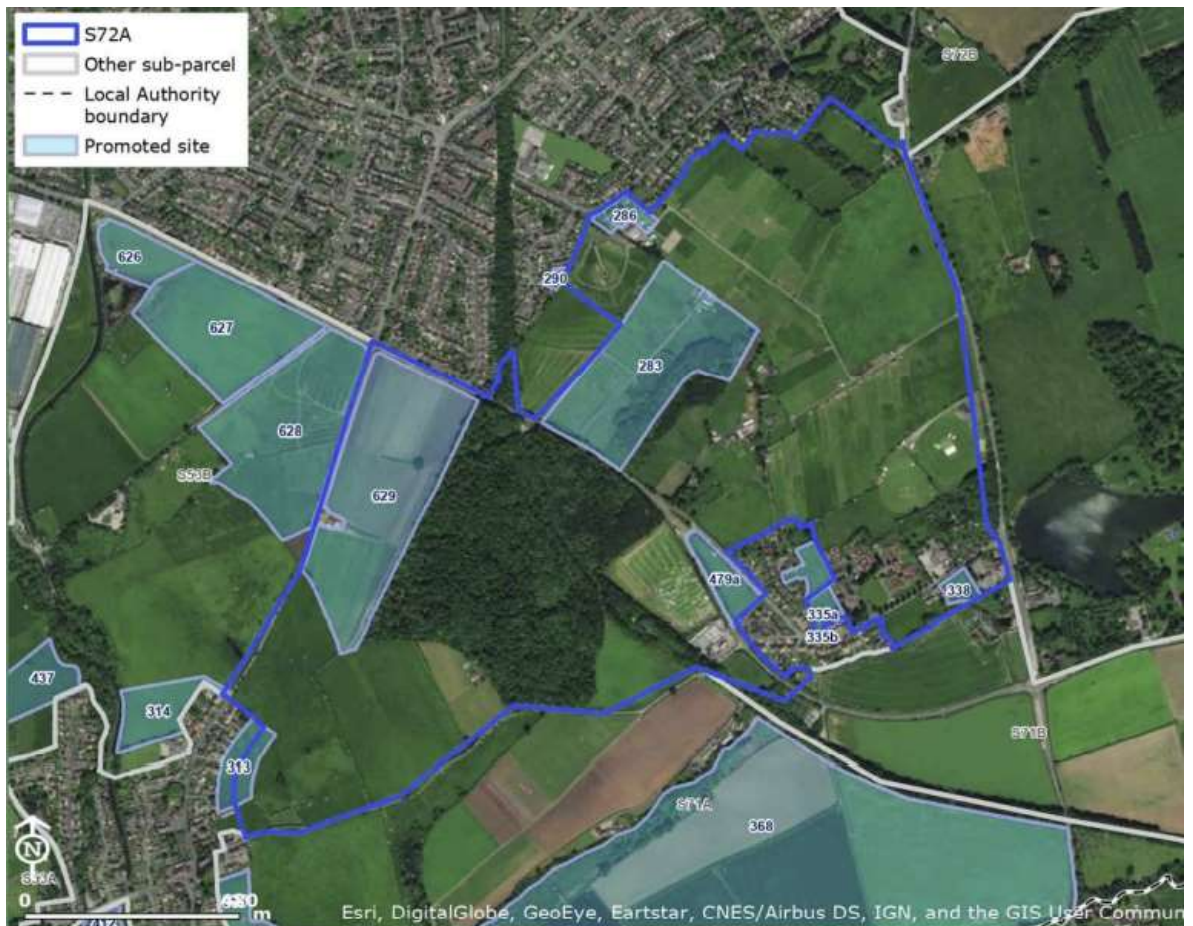 S72A
Other sub-parcel
Local Authority
boundary
Promoted site
S72B
286
626
290
627
283
628
S53B
629
479a
338
335a
335b
437
314
313
S71B
S71A
368
N
S53A
0
m
Esri, DigitalGlobe, GeoEye, Earthstar, CNES/Airbus DS, IGN, and the GIS User Commun